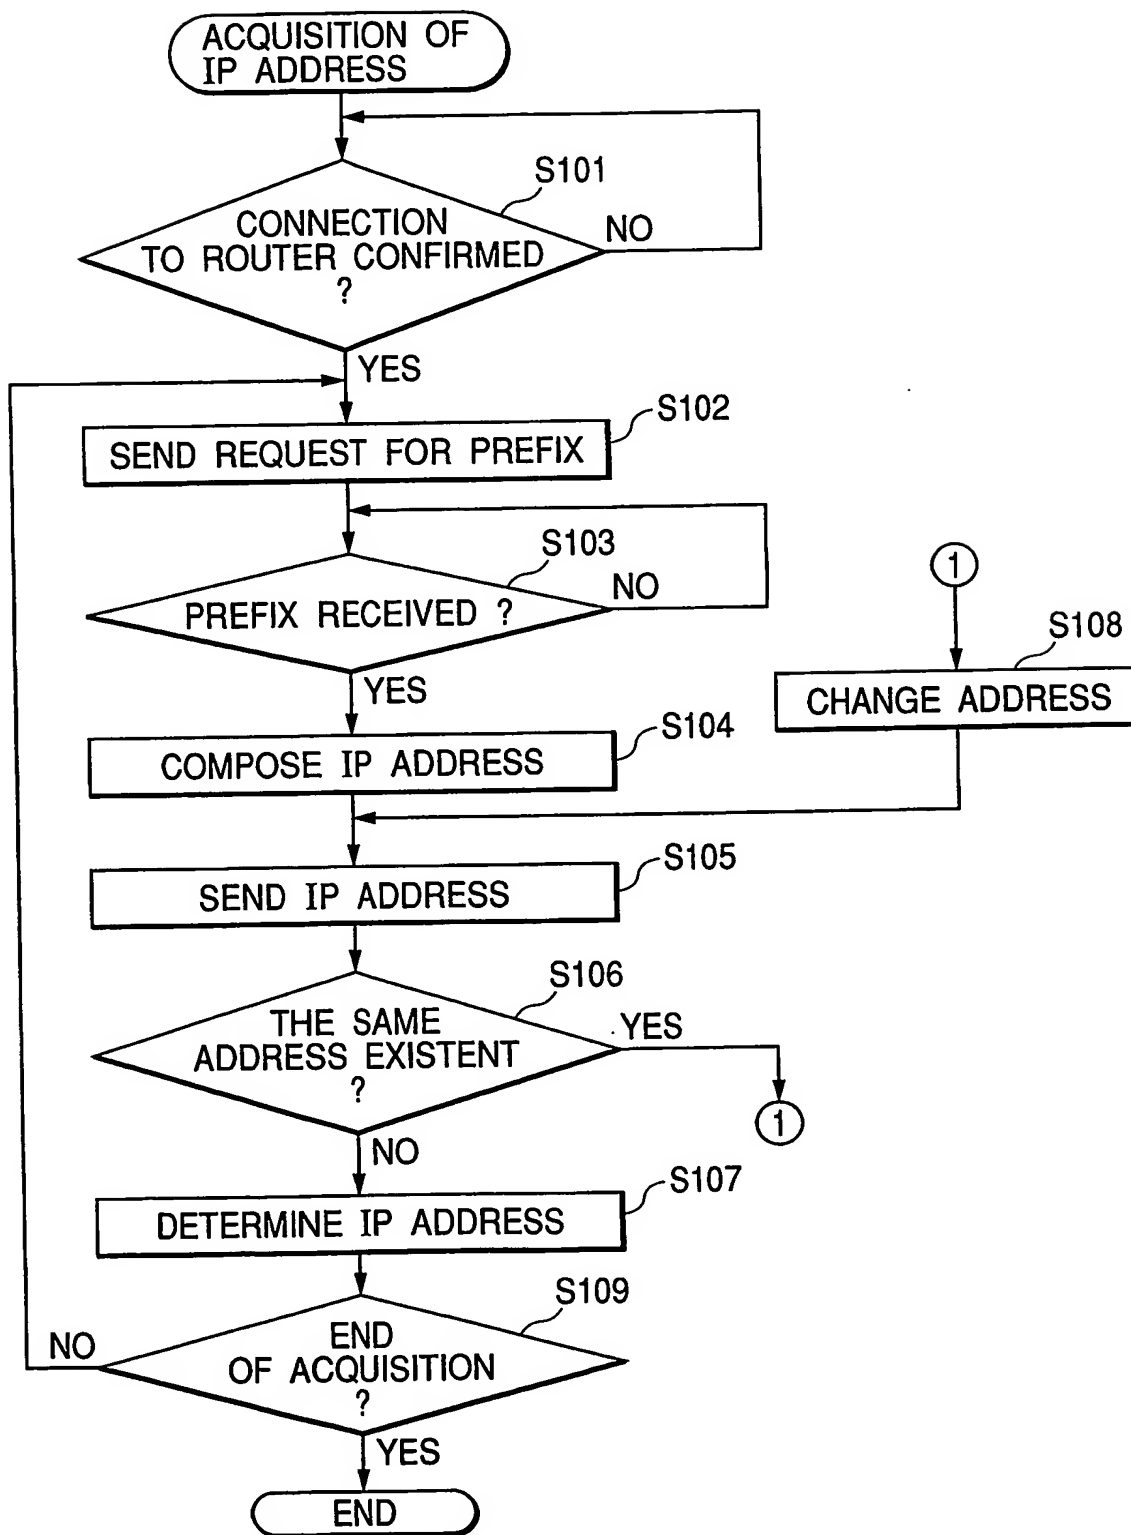 ACQUISITION OF
IP ADDRESS
S101
CONNECTION
TO ROUTER CONFIRMED
?
NO
YES
S102
SEND REQUEST FOR PREFIX
S103
PREFIX RECEIVED ?
NO
YES
1
S108
CHANGE ADDRESS
S104
COMPOSE IP ADDRESS
S105
SEND IP ADDRESS
S106
THE SAME
ADDRESS EXISTENT
?
YES
1
NO
S107
DETERMINE IP ADDRESS
S109
END
OF ACQUISITION
?
NO
YES
END